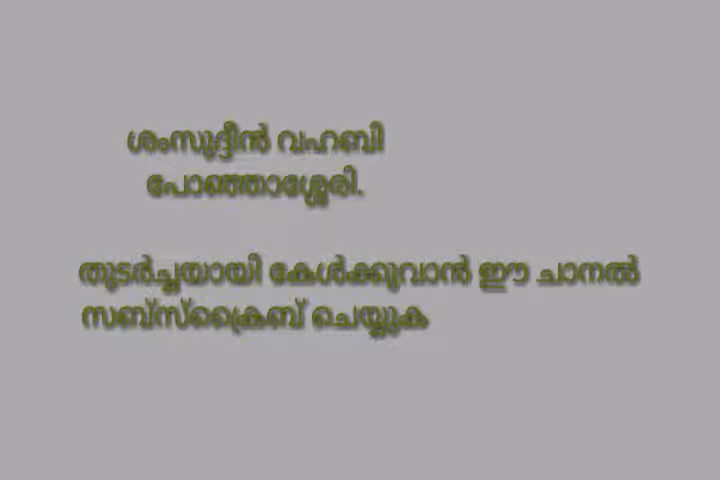 ശംസുദ്ദീൻ വഹബി
പോഞ്ഞാശ്ശേരി.
തുടർച്ചയായി കേൾക്കുവാൻ ഈ ചാനൽ
സബ്സ്ക്രൈബ് ചെയ്യുക